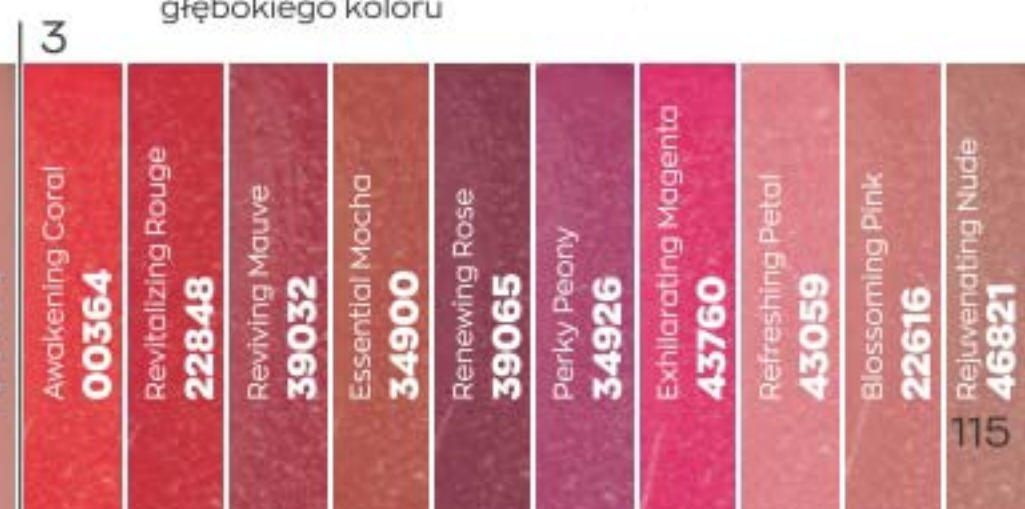 głębokiego koloru
3
Awakening Coral
00364
Revitalizing Rouge
22848
Reviving Mauve
39032
Essential Mocha
34900
Renewing Rose
39065
Perky Peony
34926
Exhilarating Magenta
43760
Refreshing Petal
43059
Blossoming Pink
22616
Rejuvenating Nude
46821
115